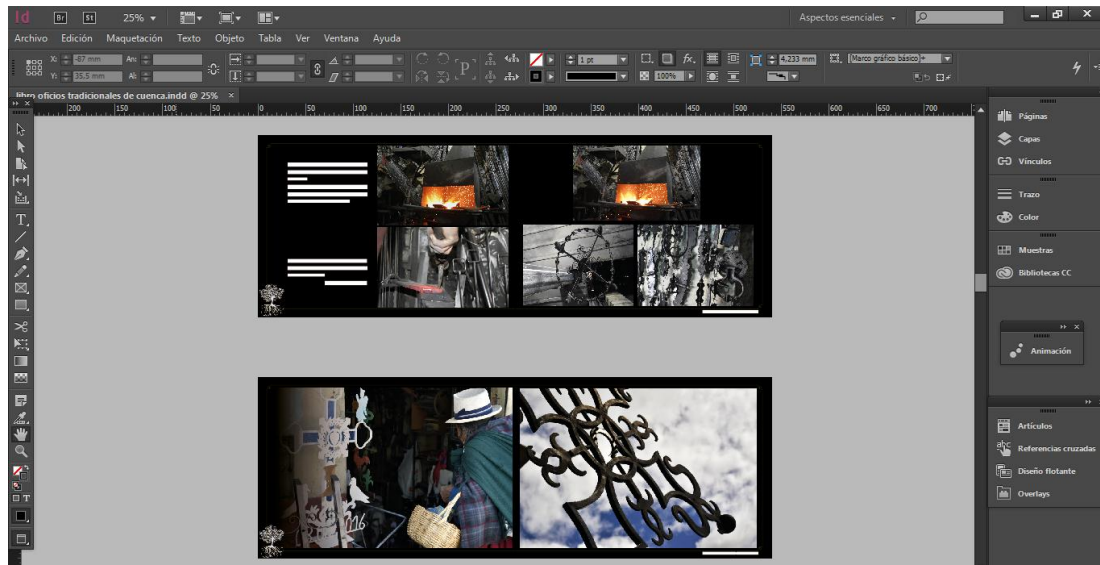 Id Br St 25% Aspectos esenciales
Archivo Edición Maquetación Texto Objeto Tabla Ver Ventana Ayuda
X: -87 mm An: 1 pt 4,233 mm [Marco gráfico básico]+
Y: 35,5 mm Al: P 100% fx.
libro oficios tradicionales de cuenca.indd @ 25% ×
200 150 100 50 0 50 100 150 200 250 300 350 400 450 500 550 600 650 700
Páginas
Capas
Vínculos
Trazo
Color
Muestras
Bibliotecas CC
Animación
Artículos
Referencias cruzadas
Diseño flotante
Overlays